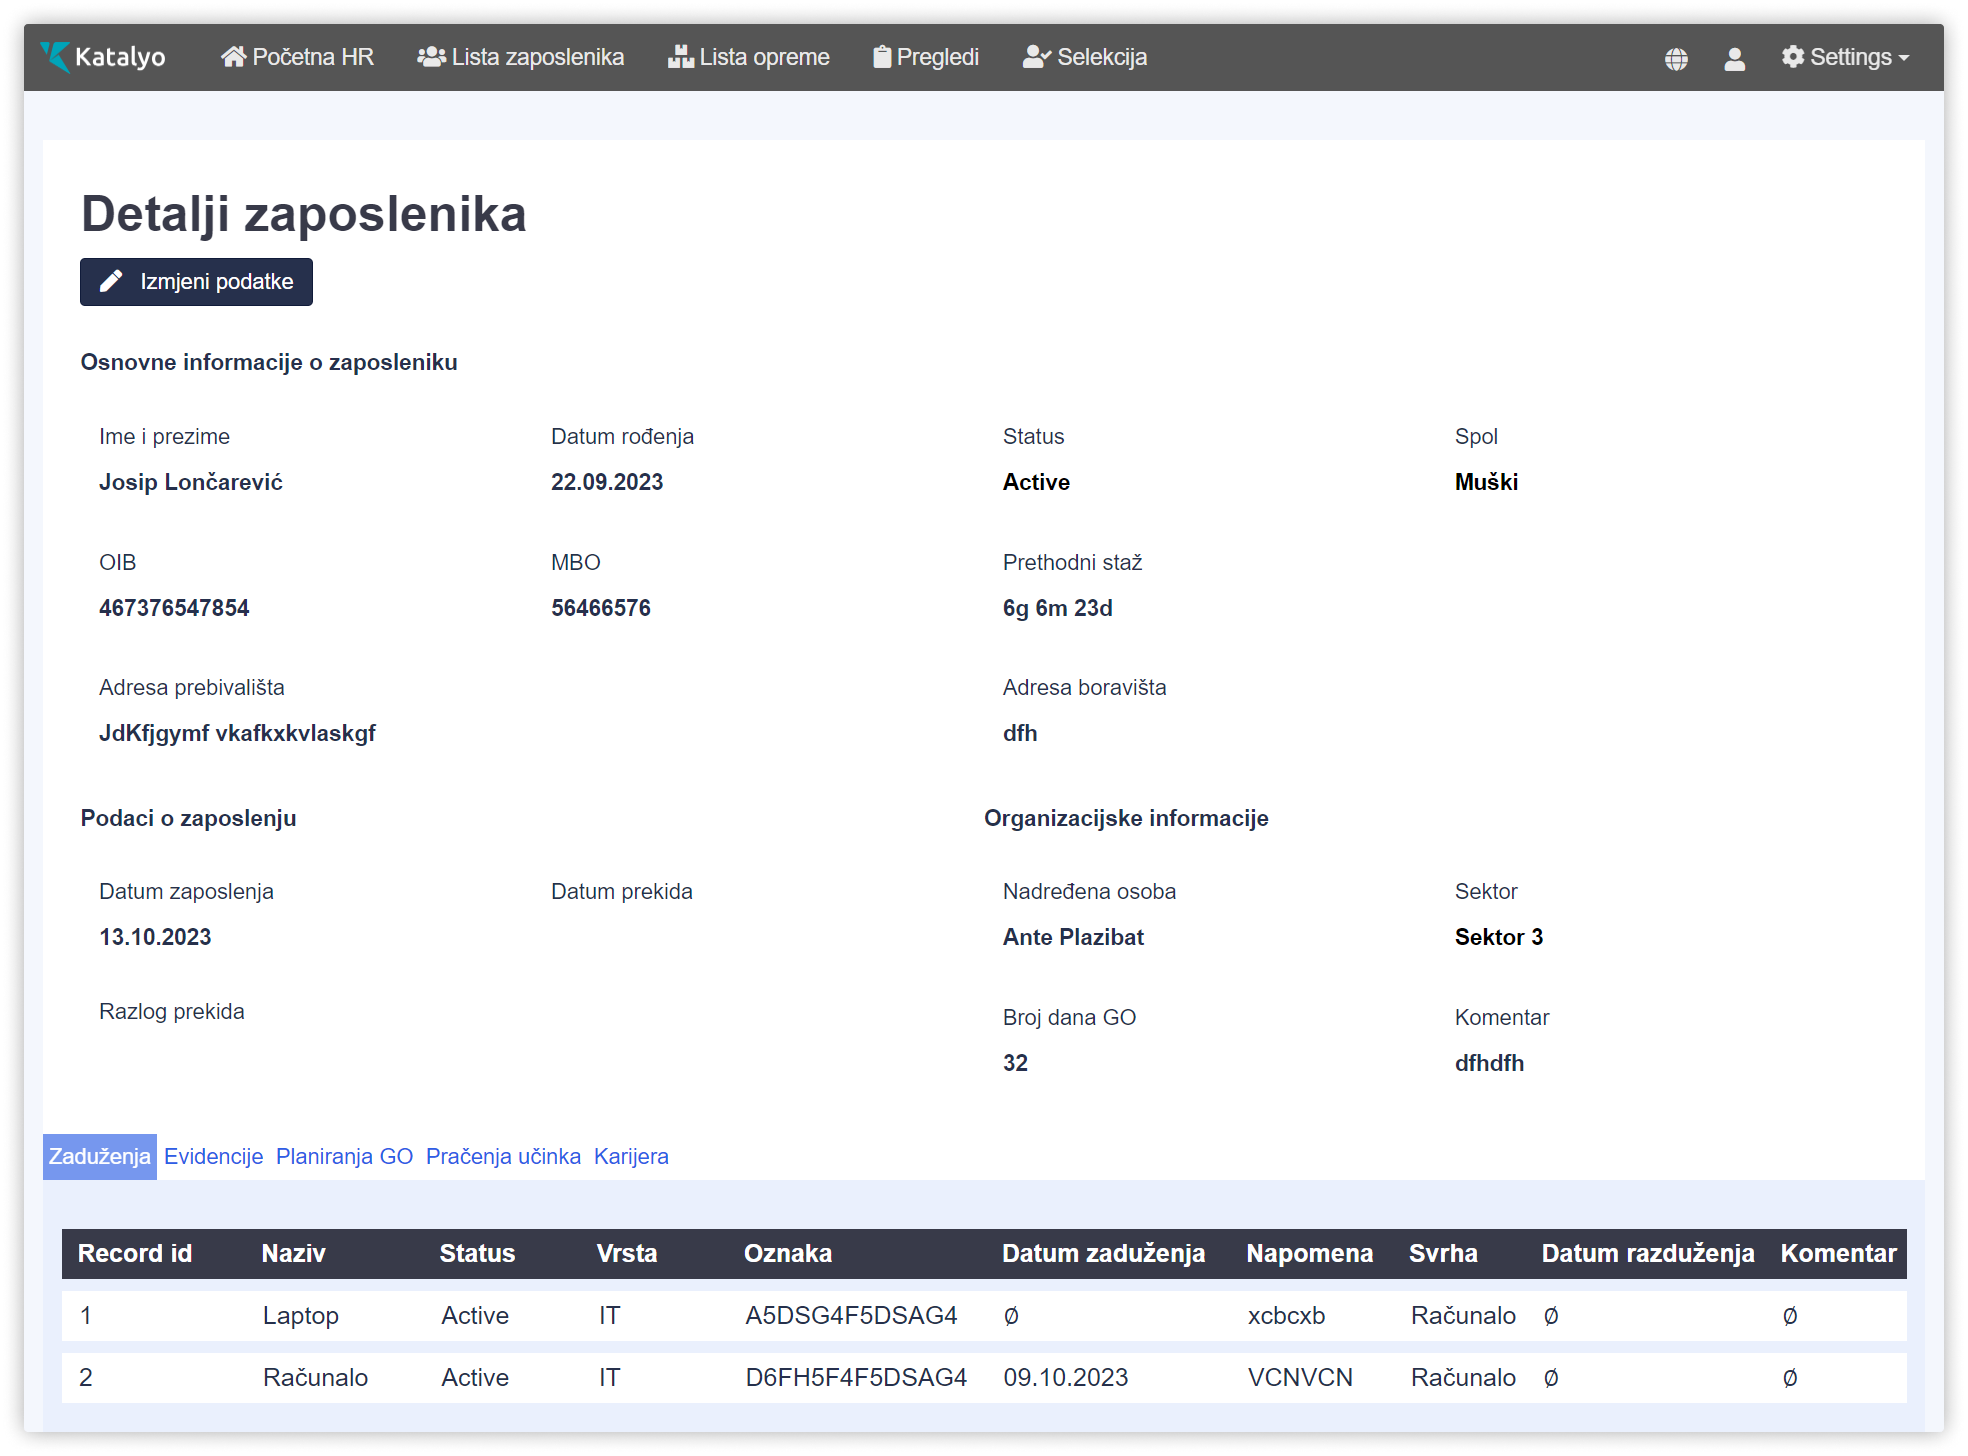 Katalyo Početna HR Lista zaposlenika Lista opreme Pregledi Selekcija Settings
Detalji zaposlenika
Izmjeni podatke
Osnovne informacije o zaposleniku
Ime i prezime Datum rođenja Status Spol
Josip Lončarević 22.09.2023 Active Muški
OIB MBO Prethodni staž
467376547854 56466576 6g 6m 23d
Adresa prebivališta Adresa boravišta
JdKfjgymf vkafkxkvlaskgf dfh
Podaci o zaposlenju Organizacijske informacije
Datum zaposlenja Datum prekida Nadređena osoba Sektor
13.10.2023 Ante Plazibat Sektor 3
Razlog prekida Broj dana GO Komentar
32 dfhdfh
Zaduženja Evidencije Planiranja GO Pračenja učinka Karijera
Record id Naziv Status Vrsta Oznaka Datum zaduženja Napomena Svrha Datum razduženja Komentar
1 Laptop Active IT A5DSG4F5DSAG4 Ø xcbcxb Računalo Ø Ø
2 Računalo Active IT D6FH5F4F5DSAG4 09.10.2023 VCNVCN Računalo Ø Ø